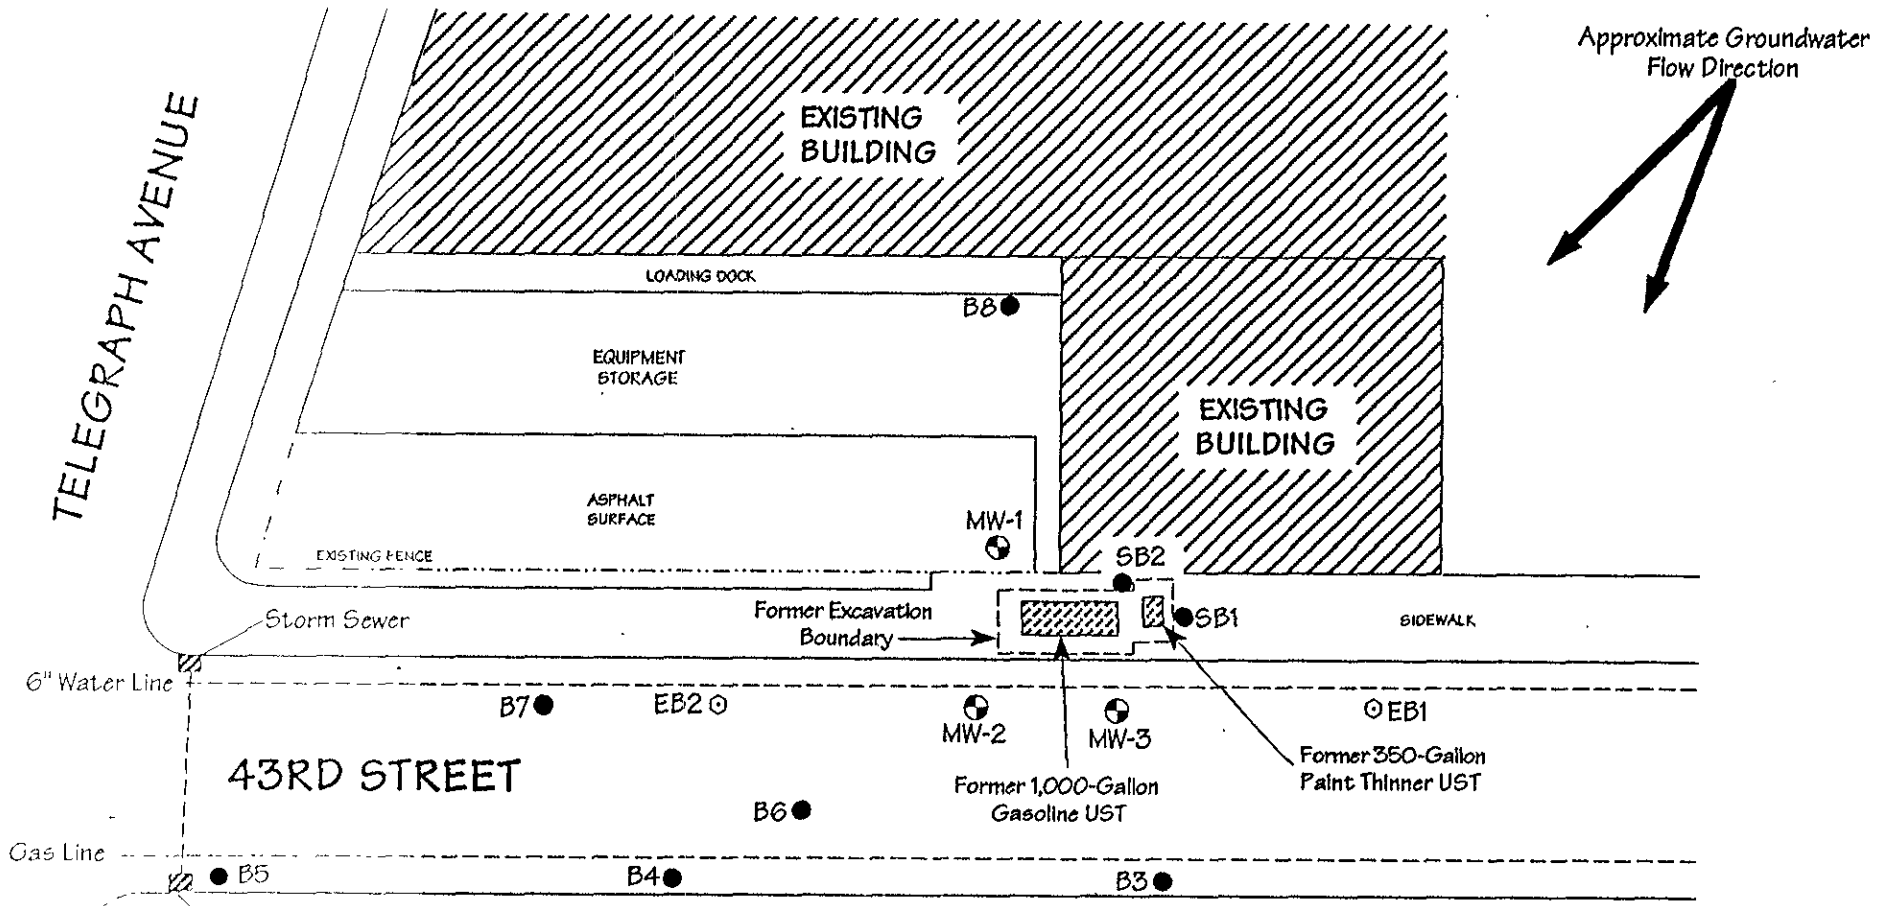 Approximate Groundwater
Flow Direction
EXISTING
BUILDING
TELEGRAPH AVENUE
LOADING DOCK
B8
EQUIPMENT
STORAGE
EXISTING
BUILDING
ASPHALT
SURFACE
MW-1
EXISTING FENCE
SB2
Former Excavation
Boundary
Storm Sewer
SB1
SIDEWALK
6" Water Line
B7
EB2
MW-2
MW-3
EB1
43RD STREET
Former 350-Gallon
Paint Thinner UST
Former 1,000-Gallon
Gasoline UST
B6
Gas Line
B5
B4
B3